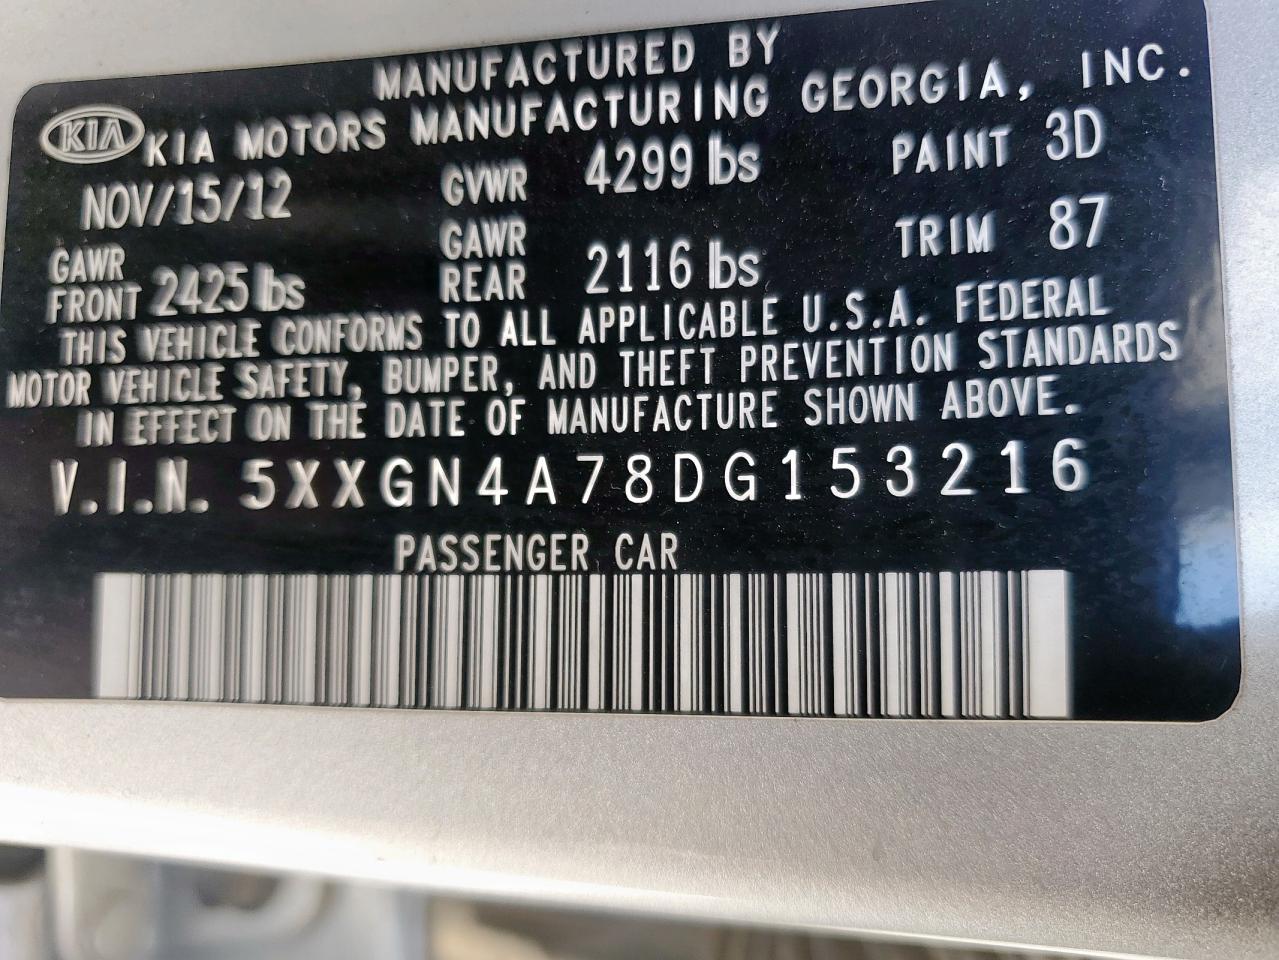 MANUFACTURED BY
KIA KIA MOTORS MANUFACTURING GEORGIA, INC.
NOV/15/12 GVWR 4299 lbs PAINT 3D
GAWR FRONT 2425 lbs GAWR REAR 2116 lbs TRIM 87
THIS VEHICLE CONFORMS TO ALL APPLICABLE U.S.A. FEDERAL
MOTOR VEHICLE SAFETY, BUMPER, AND THEFT PREVENTION STANDARDS
IN EFFECT ON THE DATE OF MANUFACTURE SHOWN ABOVE.
V.I.N. 5XXGN4A78DG153216
PASSENGER CAR